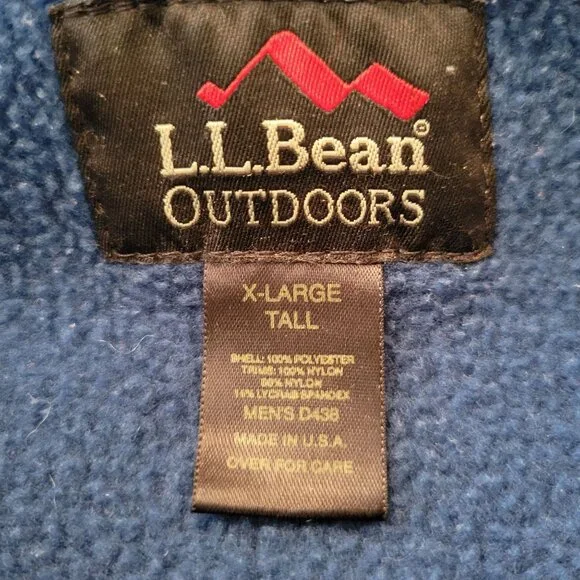 L.L.Bean®
OUTDOORS
X-LARGE
TALL
SHELL: 100% POLYESTER
TRIMS: 100% NYLON
86% NYLON
14% LYCRA® SPANDEX
MEN'S D438
MADE IN U.S.A
OVER FOR CARE